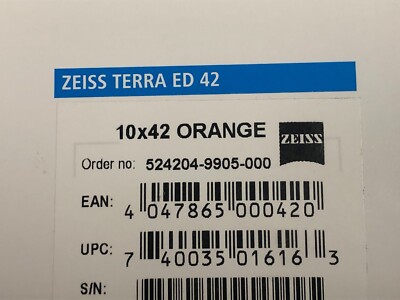 ZEISS TERRA ED 42
10x42 ORANGE
ZEISS
Order no: 524204-9905-000
EAN:
4 047865 000420
UPC:
7 40035 01616 3
S/N: